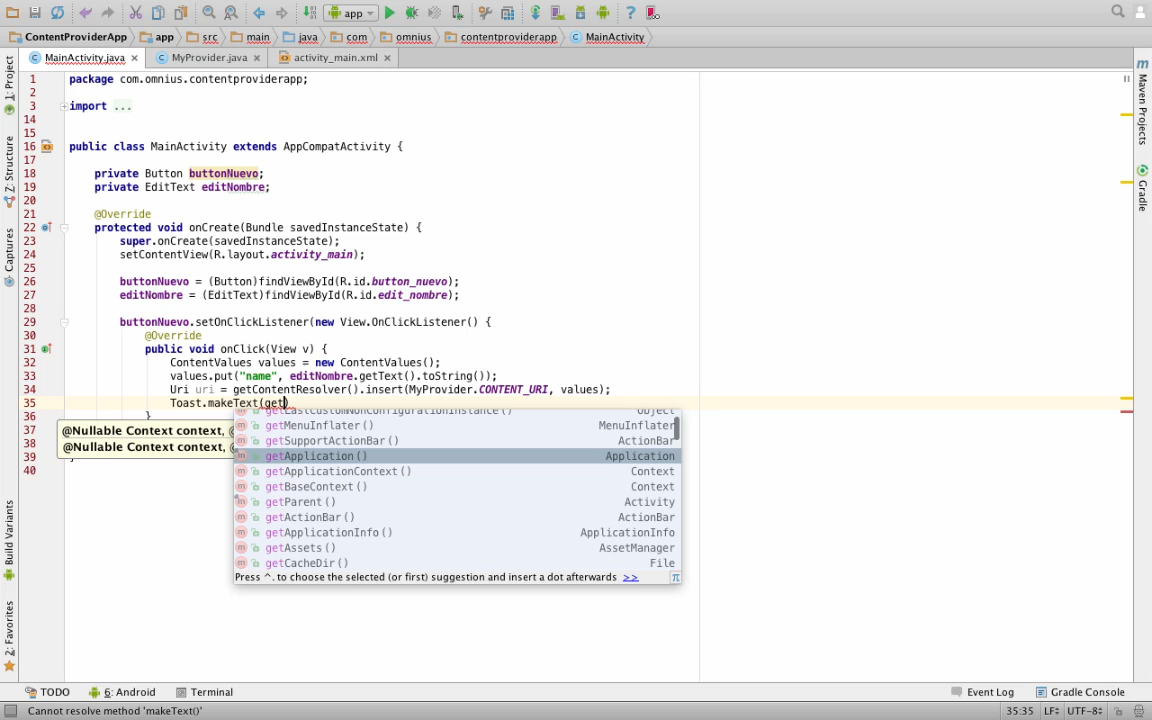 app
ContentProviderApp app src main java com omnius contentproviderapp MainActivity
MainActivity.java MyProvider.java activity_main.xml
1: Project
Z: Structure
Captures
Build Variants
2: Favorites
Maven Projects
Gradle
1 package com.omnius.contentproviderapp;
2
3 import ...
14
15
16 public class MainActivity extends AppCompatActivity {
17
18 private Button buttonNuevo;
19 private EditText editNombre;
20
21 @Override
22 protected void onCreate(Bundle savedInstanceState) {
23 super.onCreate(savedInstanceState);
24 setContentView(R.layout.activity_main);
25
26 buttonNuevo = (Button)findViewById(R.id.button_nuevo);
27 editNombre = (EditText)findViewById(R.id.edit_nombre);
28
29 buttonNuevo.setOnClickListener(new View.OnClickListener() {
30 @Override
31 public void onClick(View v) {
32 ContentValues values = new ContentValues();
33 values.put("name", editNombre.getText().toString());
34 Uri uri = getContentResolver().insert(MyProvider.CONTENT_URI, values);
35 Toast.makeText(get)
36 }
37
38
39 }
40
@Nullable Context context, @
@Nullable Context context, @
getLastCustomNonConfigurationInstance() Object
getMenuInflater() MenuInflater
getSupportActionBar() ActionBar
getApplication() Application
getApplicationContext() Context
getBaseContext() Context
getParent() Activity
getActionBar() ActionBar
getApplicationInfo() ApplicationInfo
getAssets() AssetManager
getCacheDir() File
Press ^. to choose the selected (or first) suggestion and insert a dot afterwards >> π
TODO 6: Android Terminal Event Log Gradle Console
Cannot resolve method 'makeText()' 35:35 LF UTF-8